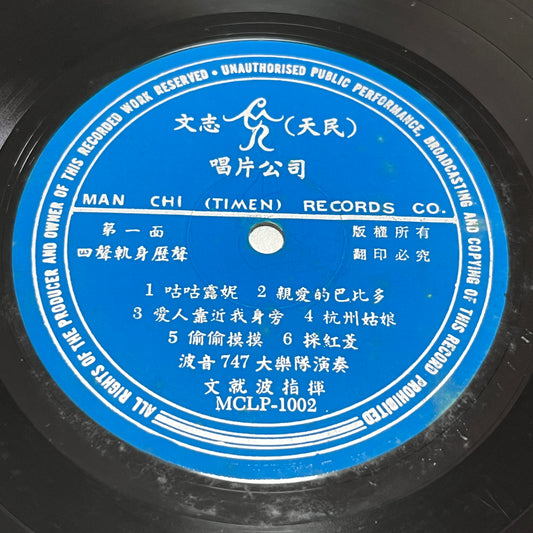 ALL RIGHTS OF THE PRODUCER AND OWNER OF THIS RECORDED WORK RESERVED • UNAUTHORISED PUBLIC PERFORMANCE, BROADCASTING AND COPYING OF THIS RECORD PROHIBITED
文志 (天民)
唱片公司
MAN CHI (TIMEN) RECORDS CO.
第一面 版權所有
四聲軌身歷聲 翻印必究
1 咕咕露妮 2 親愛的巴比多
3 愛人靠近我身旁 4 杭州姑娘
5 偷偷摸摸 6 採紅菱
波音747大樂隊演奏
文就波指揮
MCLP-1002